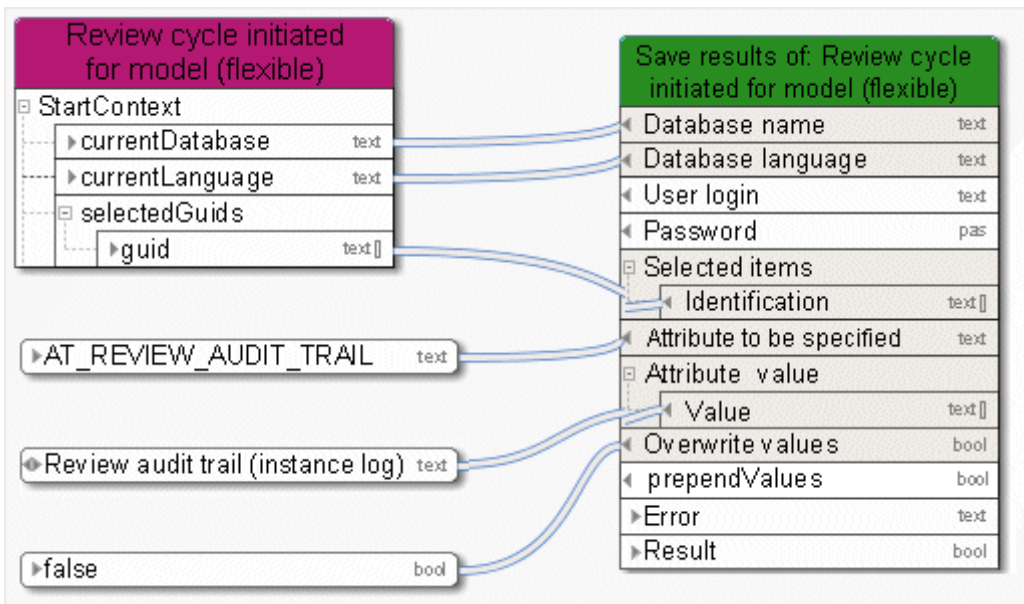 Review cycle initiated
for model (flexible)
StartContext
currentDatabase text
currentLanguage text
selectedGuids
guid text[]
AT_REVIEW_AUDIT_TRAIL text
Review audit trail (instance log) text
false bool
Save results of: Review cycle
initiated for model (flexible)
Database name text
Database language text
User login text
Password pas
Selected items
Identification text[]
Attribute to be specified text
Attribute value
Value text[]
Overwrite values bool
prependValues bool
Error text
Result bool